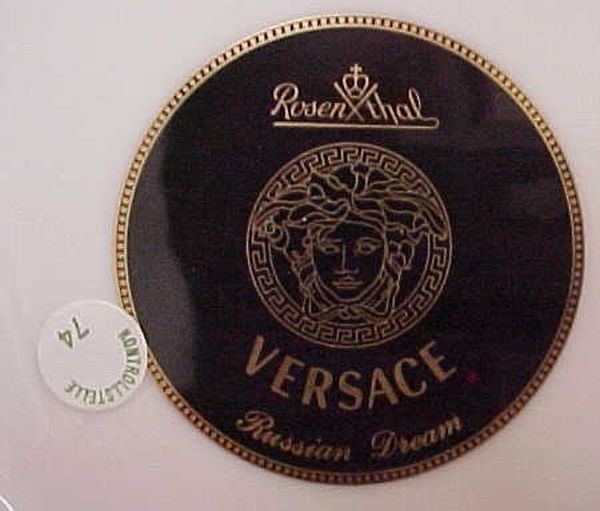 Rosenthal
VERSACE
Russian Dream
74
KONTROLLSTELLE